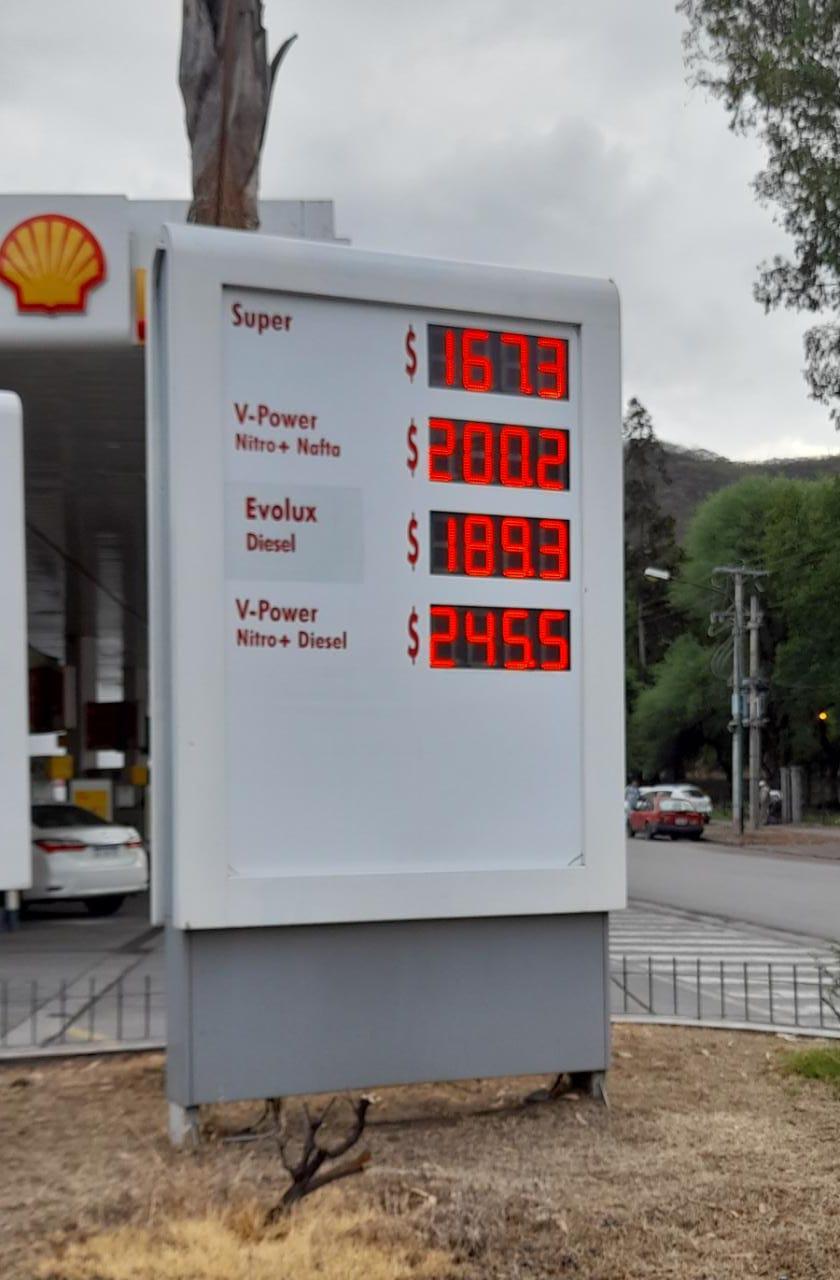 Super
$ 167.3
V-Power
Nitro+ Nafta
$ 200.2
Evolux
Diesel
$ 189.3
V-Power
Nitro+ Diesel
$ 245.5